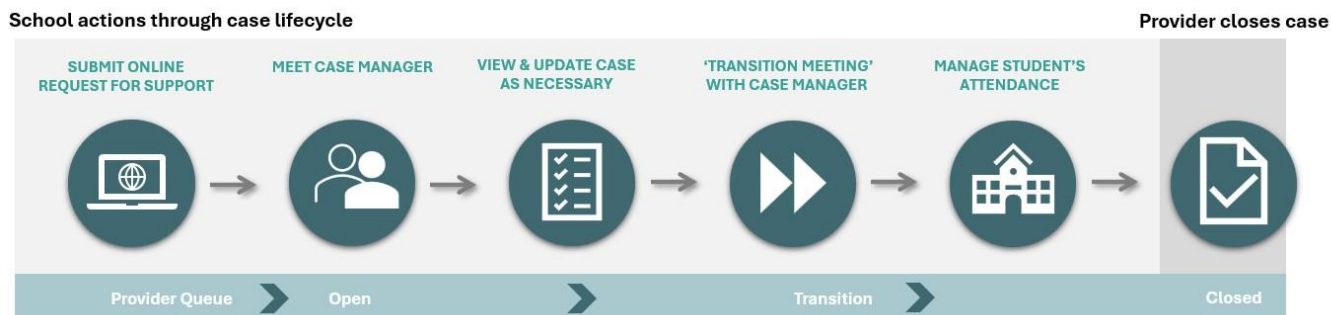 School actions through case lifecycle
Provider closes case
SUBMIT ONLINE
REQUEST FOR SUPPORT
MEET CASE MANAGER
VIEW & UPDATE CASE
AS NECESSARY
‘TRANSITION MEETING’
WITH CASE MANAGER
MANAGE STUDENT’S
ATTENDANCE
Provider Queue
Open
Transition
Closed